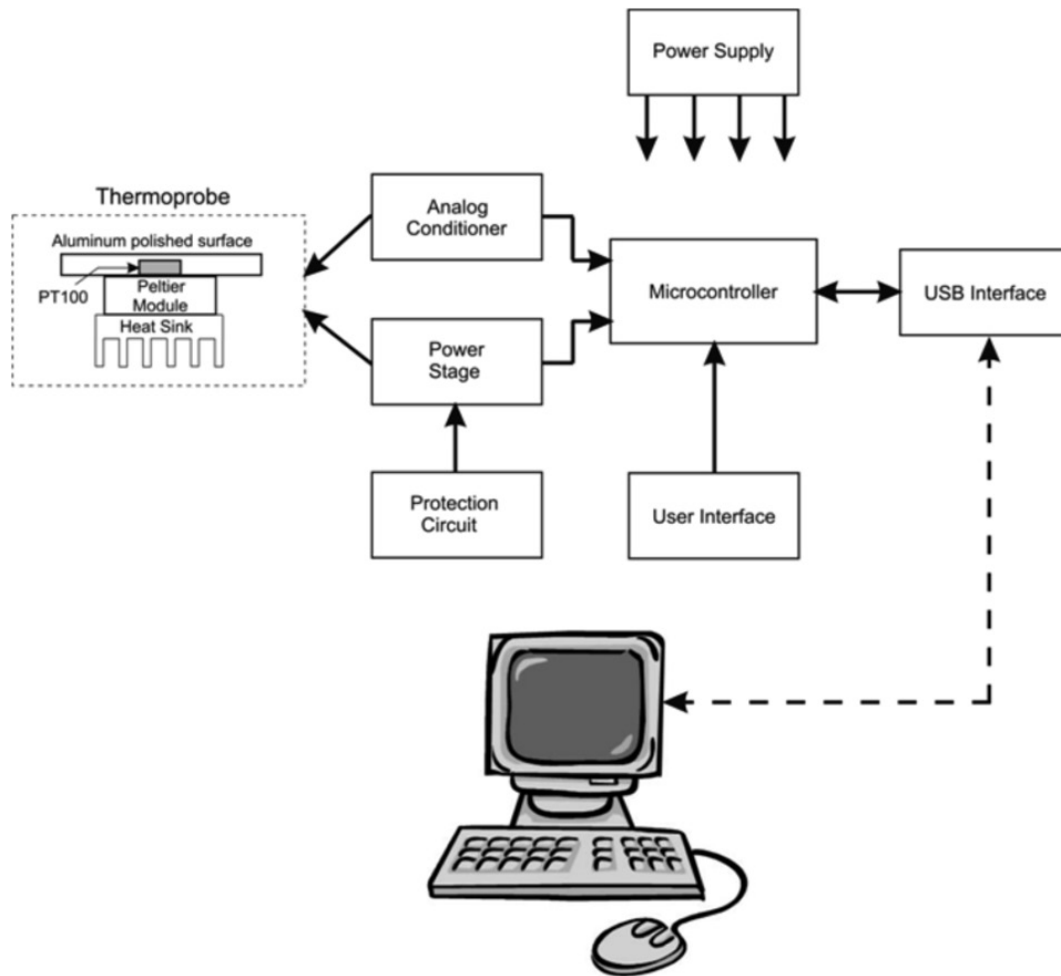 Power Supply
Thermoprobe
Aluminum polished surface
PT100
Peltier
Module
Heat Sink
Analog
Conditioner
Power
Stage
Protection
Circuit
Microcontroller
User Interface
USB Interface